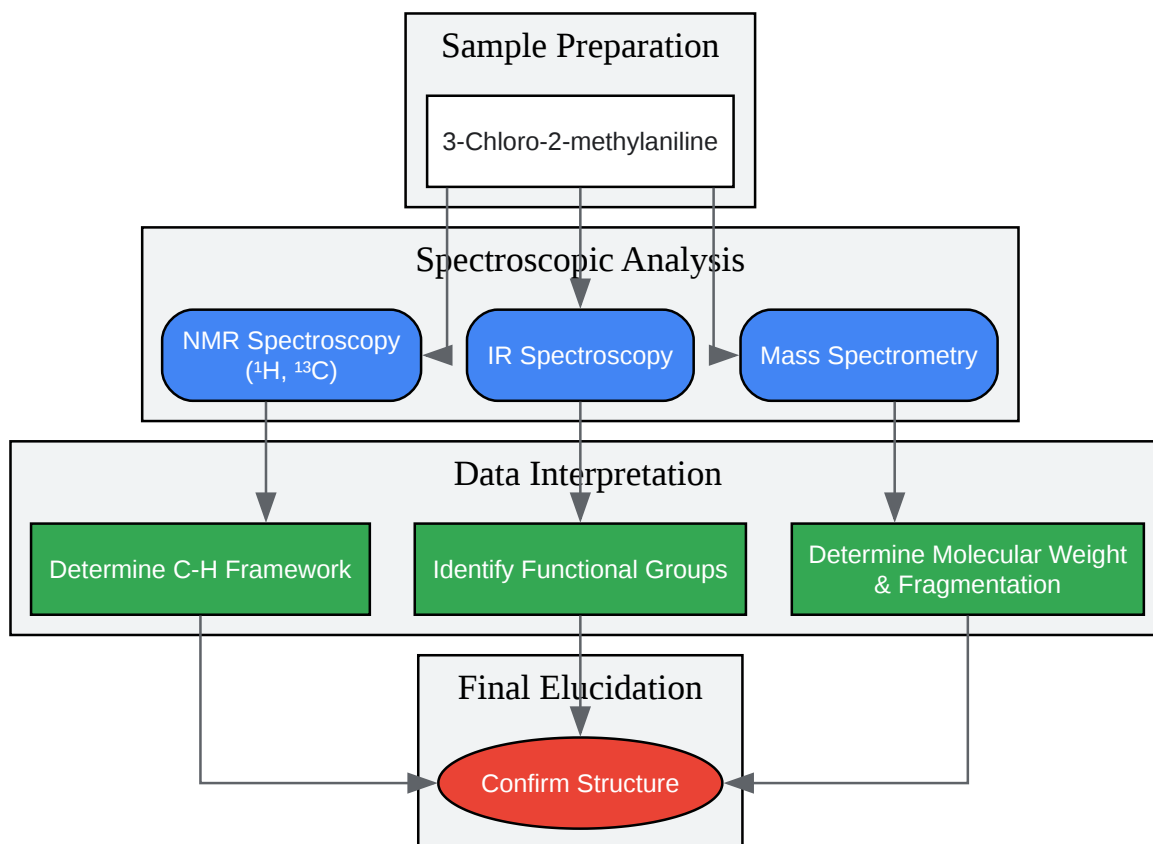 Sample Preparation
3-Chloro-2-methylaniline
Spectroscopic Analysis
NMR Spectroscopy
(¹H, ¹³C)
IR Spectroscopy
Mass Spectrometry
Data Interpretation
Determine C-H Framework
Identify Functional Groups
Determine Molecular Weight
& Fragmentation
Final Elucidation
Confirm Structure